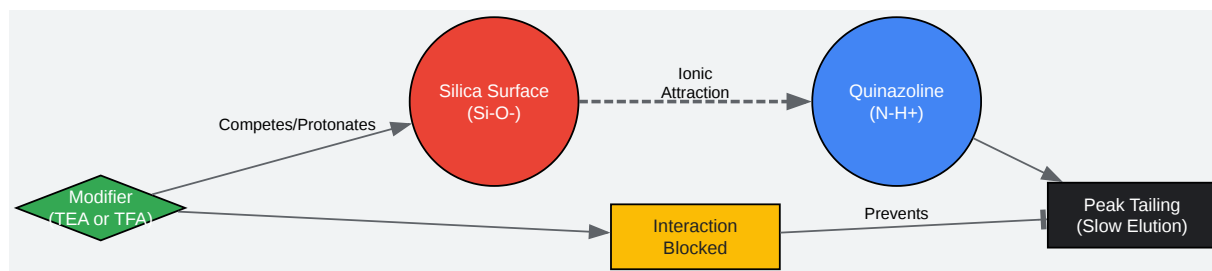 Silica Surface
(Si-O-)
Ionic
Attraction
Quinazoline
(N-H+)
Competes/Protonates
Modifier
(TEA or TFA)
Interaction
Blocked
Prevents
Peak Tailing
(Slow Elution)